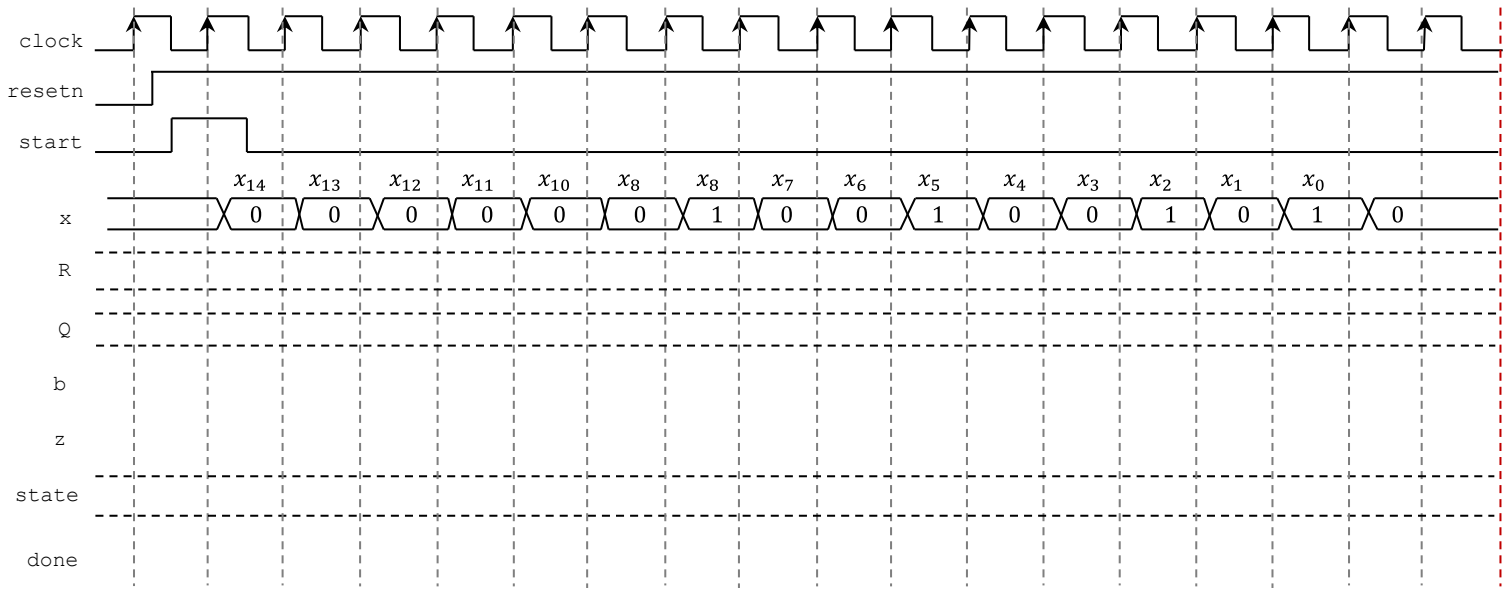 clock
resetn
start
x₁₄ x₁₃ x₁₂ x₁₁ x₁₀ x₈ x₈ x₇ x₆ x₅ x₄ x₃ x₂ x₁ x₀
x 0 0 0 0 0 0 1 0 0 1 0 0 1 0 1 0
R
Q
b
z
state
done